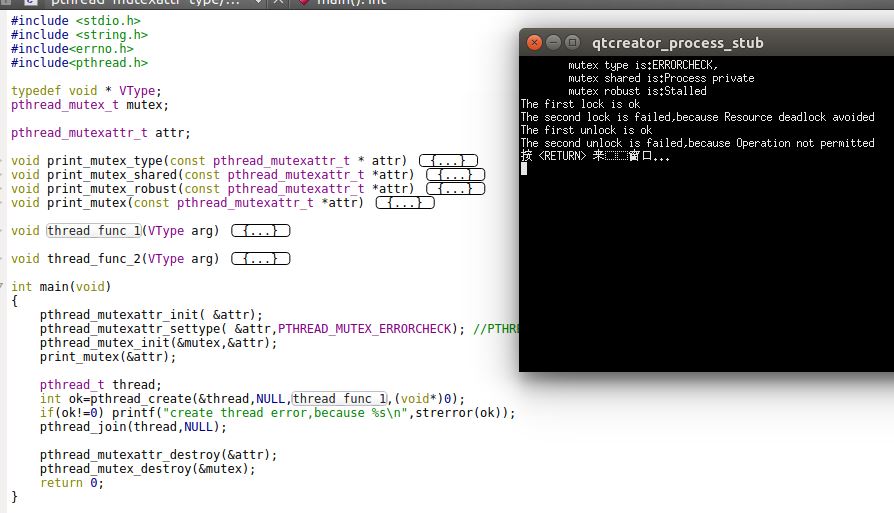 pthread_mutexattr_type/... main(): int
#include <stdio.h>
#include <string.h>
#include<errno.h>
#include<pthread.h>
typedef void * VType;
pthread_mutex_t mutex;
pthread_mutexattr_t attr;
void print_mutex_type(const pthread_mutexattr_t * attr) {...}
void print_mutex_shared(const pthread_mutexattr_t *attr) {...}
void print_mutex_robust(const pthread_mutexattr_t *attr) {...}
void print_mutex(const pthread_mutexattr_t *attr) {...}
void thread_func_1(VType arg) {...}
void thread_func_2(VType arg) {...}
int main(void)
{
pthread_mutexattr_init( &attr);
pthread_mutexattr_settype( &attr,PTHREAD_MUTEX_ERRORCHECK); //PTHRE
pthread_mutex_init(&mutex,&attr);
print_mutex(&attr);
pthread_t thread;
int ok=pthread_create(&thread,NULL,thread_func_1,(void*)0);
if(ok!=0) printf("create thread error,because %s\n",strerror(ok));
pthread_join(thread,NULL);
pthread_mutexattr_destroy(&attr);
pthread_mutex_destroy(&mutex);
return 0;
}
qtcreator_process_stub
mutex type is:ERRORCHECK,
mutex shared is:Process private
mutex robust is:Stalled
The first lock is ok
The second lock is failed,because Resource deadlock avoided
The first unlock is ok
The second unlock is failed,because Operation not permitted
按 <RETURN> 来窗口...